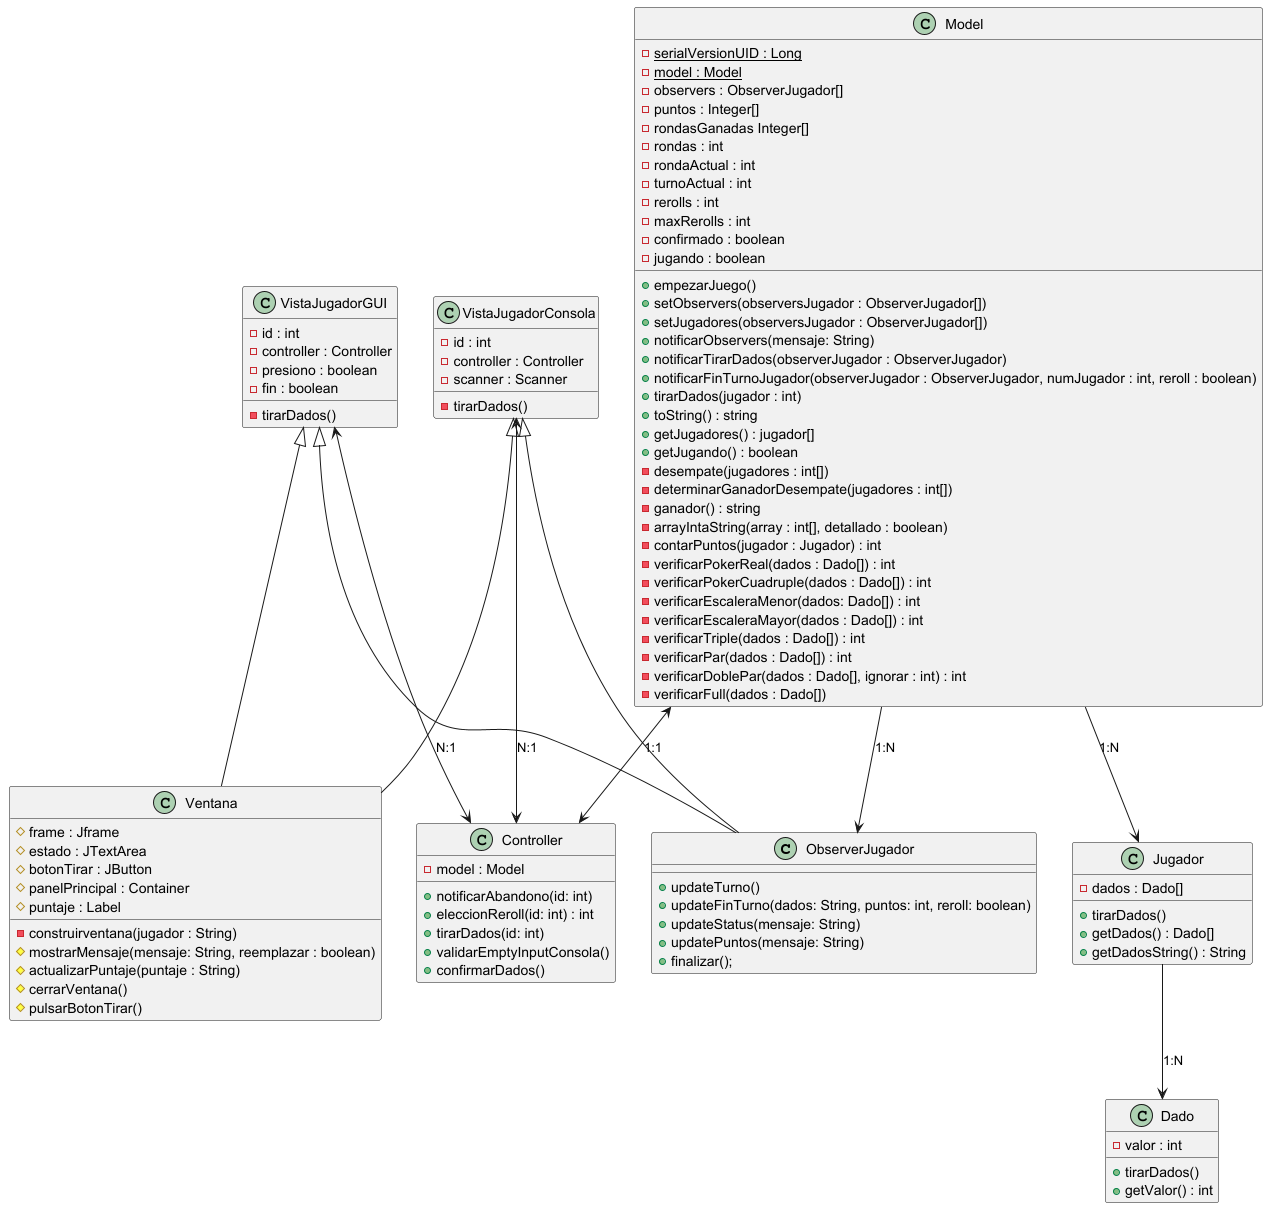 C Model
serialVersionUID : Long
model : Model
observers : ObserverJugador[]
puntos : Integer[]
rondasGanadas Integer[]
rondas : int
rondaActual : int
turnoActual : int
rerolls : int
maxRerolls : int
confirmado : boolean
jugando : boolean
empezarJuego()
setObservers(observersJugador : ObserverJugador[])
setJugadores(observersJugador : ObserverJugador[])
notificarObservers(mensaje: String)
notificarTirarDados(observerJugador : ObserverJugador)
notificarFinTurnoJugador(observerJugador : ObserverJugador, numJugador : int, reroll : boolean)
tirarDados(jugador : int)
toString() : string
getJugadores() : jugador[]
getJugando() : boolean
desempate(jugadores : int[])
determinarGanadorDesempate(jugadores : int[])
ganador() : string
arrayIntaString(array : int[], detallado : boolean)
contarPuntos(jugador : Jugador) : int
verificarPokerReal(dados : Dado[]) : int
verificarPokerCuadruple(dados : Dado[]) : int
verificarEscaleraMenor(dados: Dado[]) : int
verificarEscaleraMayor(dados : Dado[]) : int
verificarTriple(dados : Dado[]) : int
verificarPar(dados : Dado[]) : int
verificarDoblePar(dados : Dado[], ignorar : int) : int
verificarFull(dados : Dado[])
C VistaJugadorGUI
id : int
controller : Controller
presiono : boolean
fin : boolean
tirarDados()
C VistaJugadorConsola
id : int
controller : Controller
scanner : Scanner
tirarDados()
N:1
N:1
1:1
1:N
1:N
C Ventana
frame : Jframe
estado : JTextArea
botonTirar : JButton
panelPrincipal : Container
puntaje : Label
construirventana(jugador : String)
mostrarMensaje(mensaje: String, reemplazar : boolean)
actualizarPuntaje(puntaje : String)
cerrarVentana()
pulsarBotonTirar()
C Controller
model : Model
notificarAbandono(id: int)
eleccionReroll(id: int) : int
tirarDados(id: int)
validarEmptyInputConsola()
confirmarDados()
C ObserverJugador
updateTurno()
updateFinTurno(dados: String, puntos: int, reroll: boolean)
updateStatus(mensaje: String)
updatePuntos(mensaje: String)
finalizar();
C Jugador
dados : Dado[]
tirarDados()
getDados() : Dado[]
getDadosString() : String
1:N
C Dado
valor : int
tirarDados()
getValor() : int